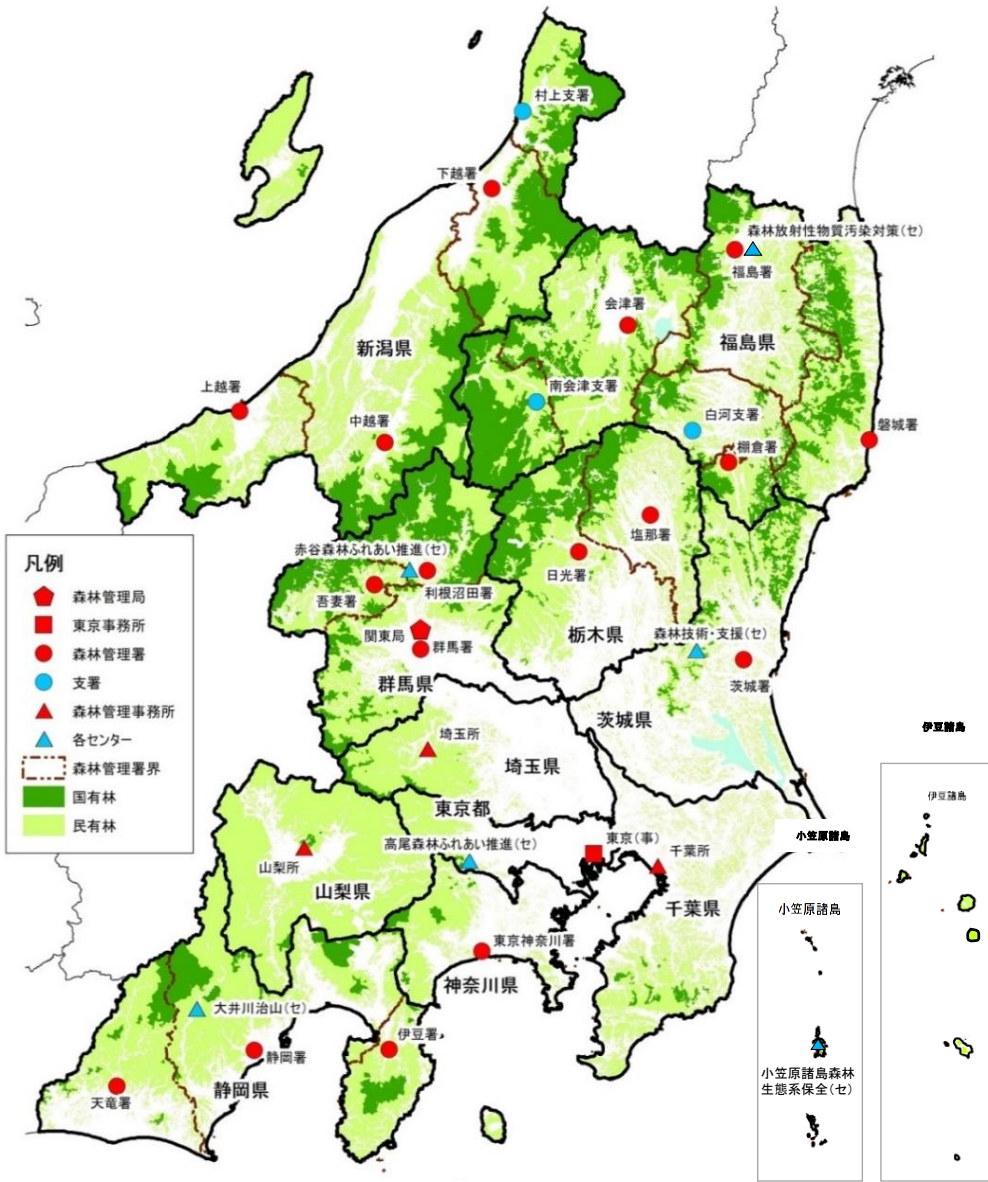 村上支署
下越署
森林放射性物質汚染対策(セ)
福島署
会津署
福島県
新潟県
上越署
南会津支署
中越署
白河支署
磐城署
棚倉署
塩那署
赤谷森林ふれあい推進(セ)
日光署
吾妻署
利根沼田署
関東局
群馬署
栃木県
森林技術・支援(セ)
茨城署
群馬県
茨城県
凡例
森林管理局
東京事務所
森林管理署
支署
森林管理事務所
各センター
森林管理署界
国有林
民有林
埼玉所
埼玉県
東京都
高尾森林ふれあい推進(セ)
東京(事)
千葉所
山梨所
山梨県
千葉県
東京神奈川署
神奈川県
大井川治山(セ)
伊豆署
静岡署
天竜署
静岡県
伊豆諸島
伊豆諸島
小笠原諸島
小笠原諸島
小笠原諸島森林
生態系保全(セ)